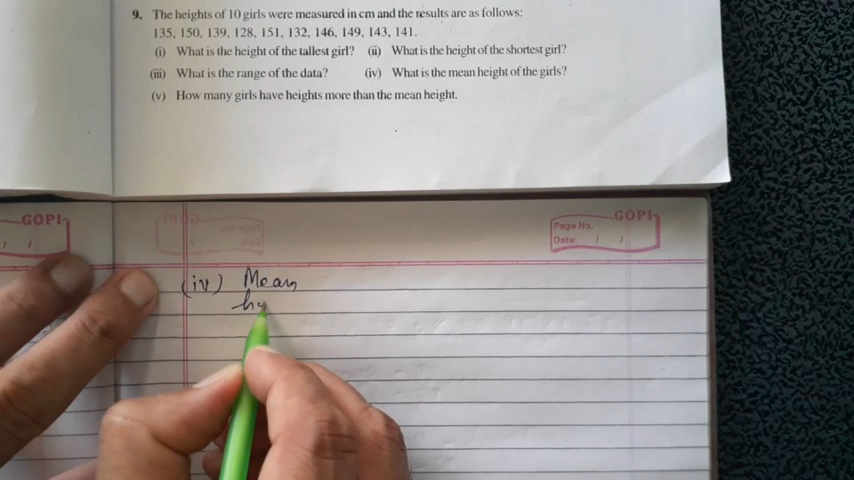 9. The heights of 10 girls were measured in cm and the results are as follows:
135, 150, 139, 128, 151, 132, 146, 149, 143, 141.
(i) What is the height of the tallest girl? (ii) What is the height of the shortest girl?
(iii) What is the range of the data? (iv) What is the mean height of the girls?
(v) How many girls have heights more than the mean height.
GOPI
GOPI
Page No.
Date: / /
/ /
(iv) Mean